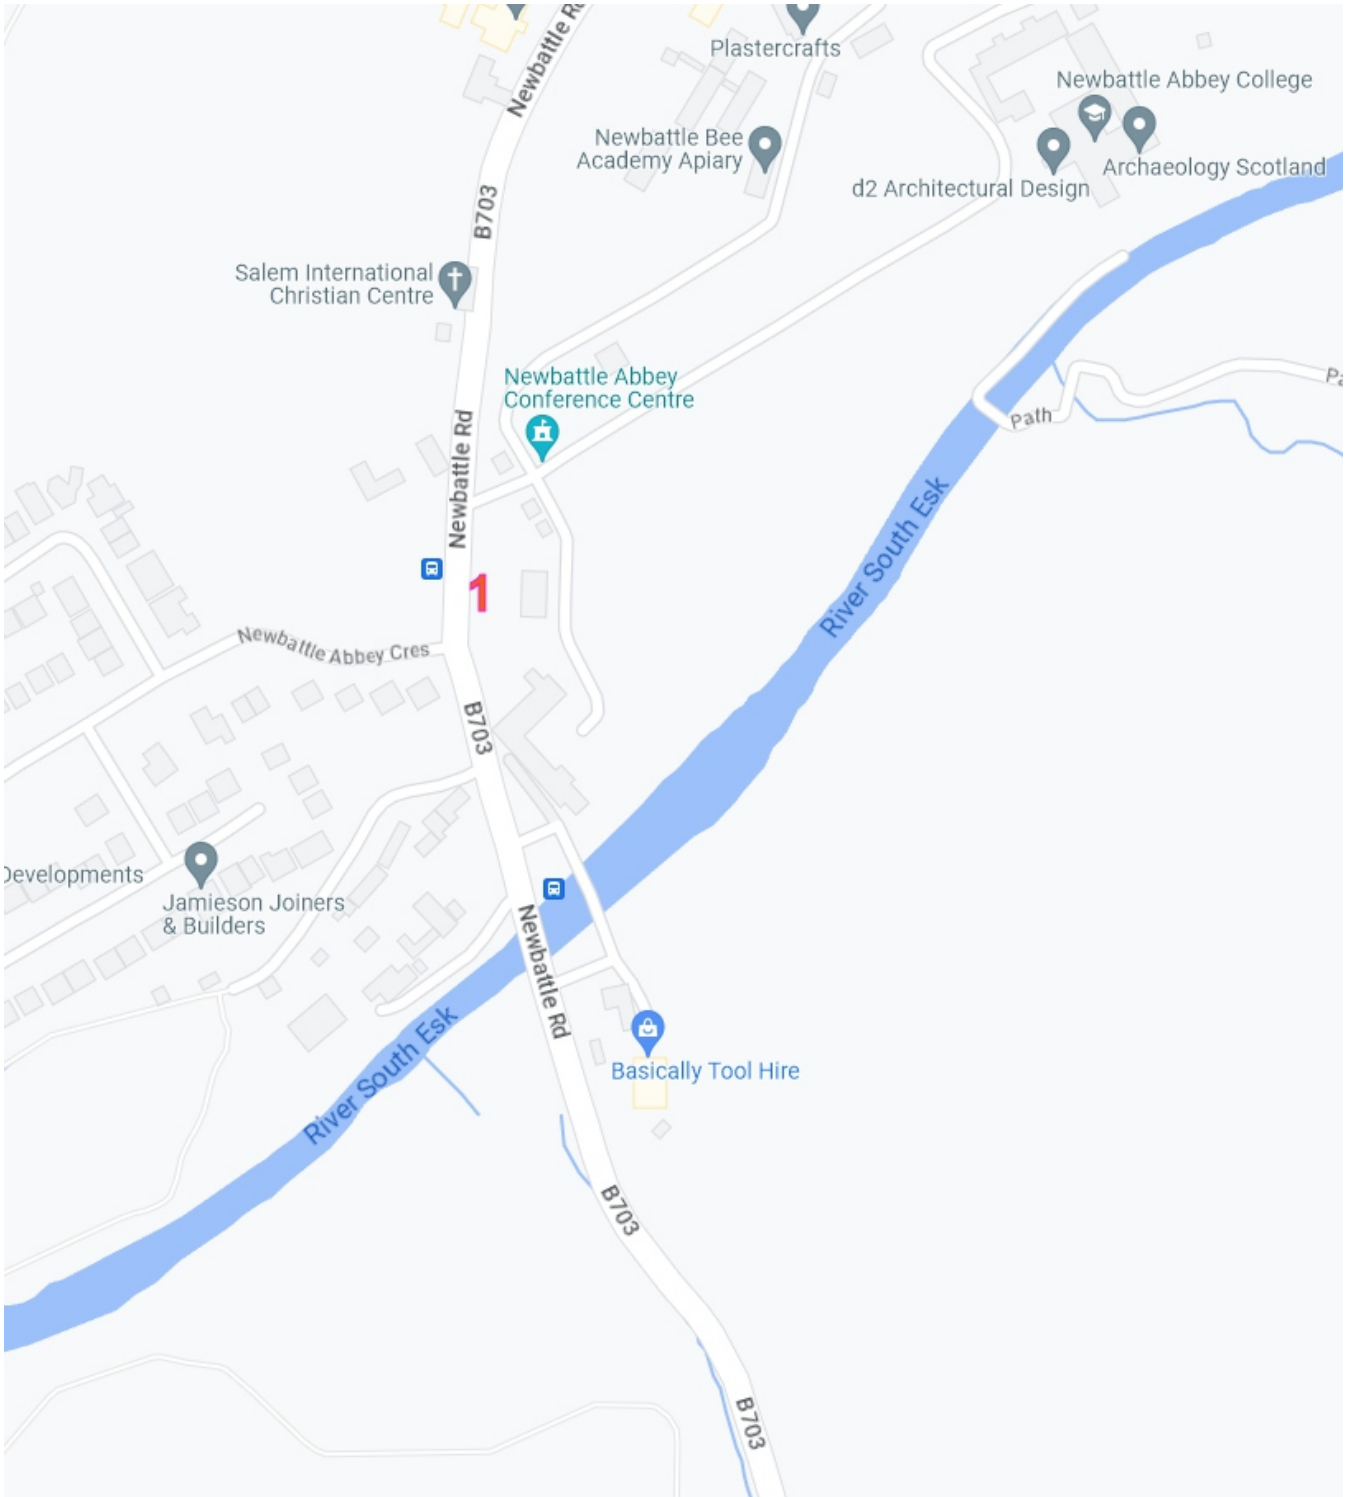 Newbattle Rd
Plastercrafts
Newbattle Abbey College
Newbattle Bee
Academy Apiary
Archaeology Scotland
d2 Architectural Design
B703
Salem International
Christian Centre
Newbattle Abbey
Conference Centre
Path
Newbattle Rd
River South Esk
1
Newbattle Abbey Cres
B703
Developments
Jamieson Joiners
& Builders
Newbattle Rd
River South Esk
Basically Tool Hire
B703
B703